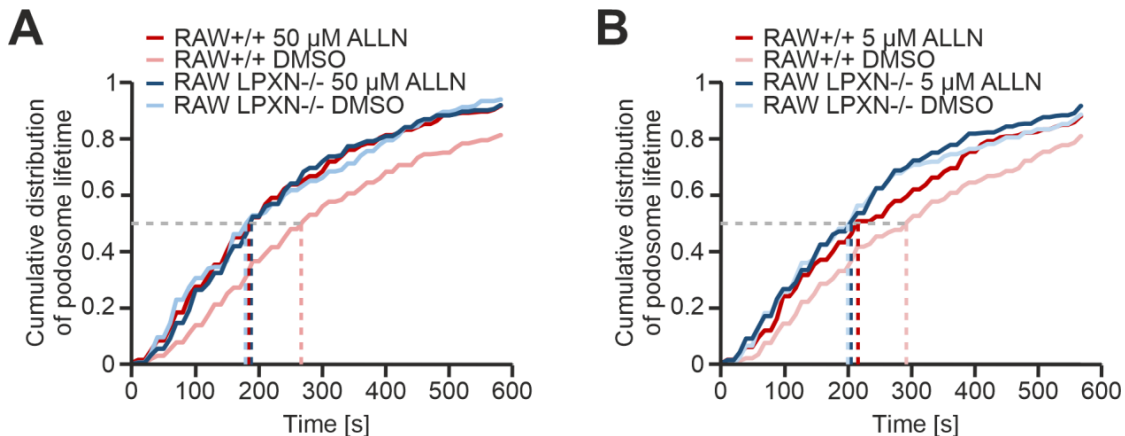 A
RAW+/+ 50 µM ALLN
RAW+/+ DMSO
RAW LPXN-/- 50 µM ALLN
RAW LPXN-/- DMSO
Cumulative distribution
of podosome lifetime
1
0.8
0.6
0.4
0.2
0
0 100 200 300 400 500 600
Time [s]
B
RAW+/+ 5 µM ALLN
RAW+/+ DMSO
RAW LPXN-/- 5 µM ALLN
RAW LPXN-/- DMSO
Cumulative distribution
of podosome lifetime
1
0.8
0.6
0.4
0.2
0
0 100 200 300 400 500 600
Time [s]